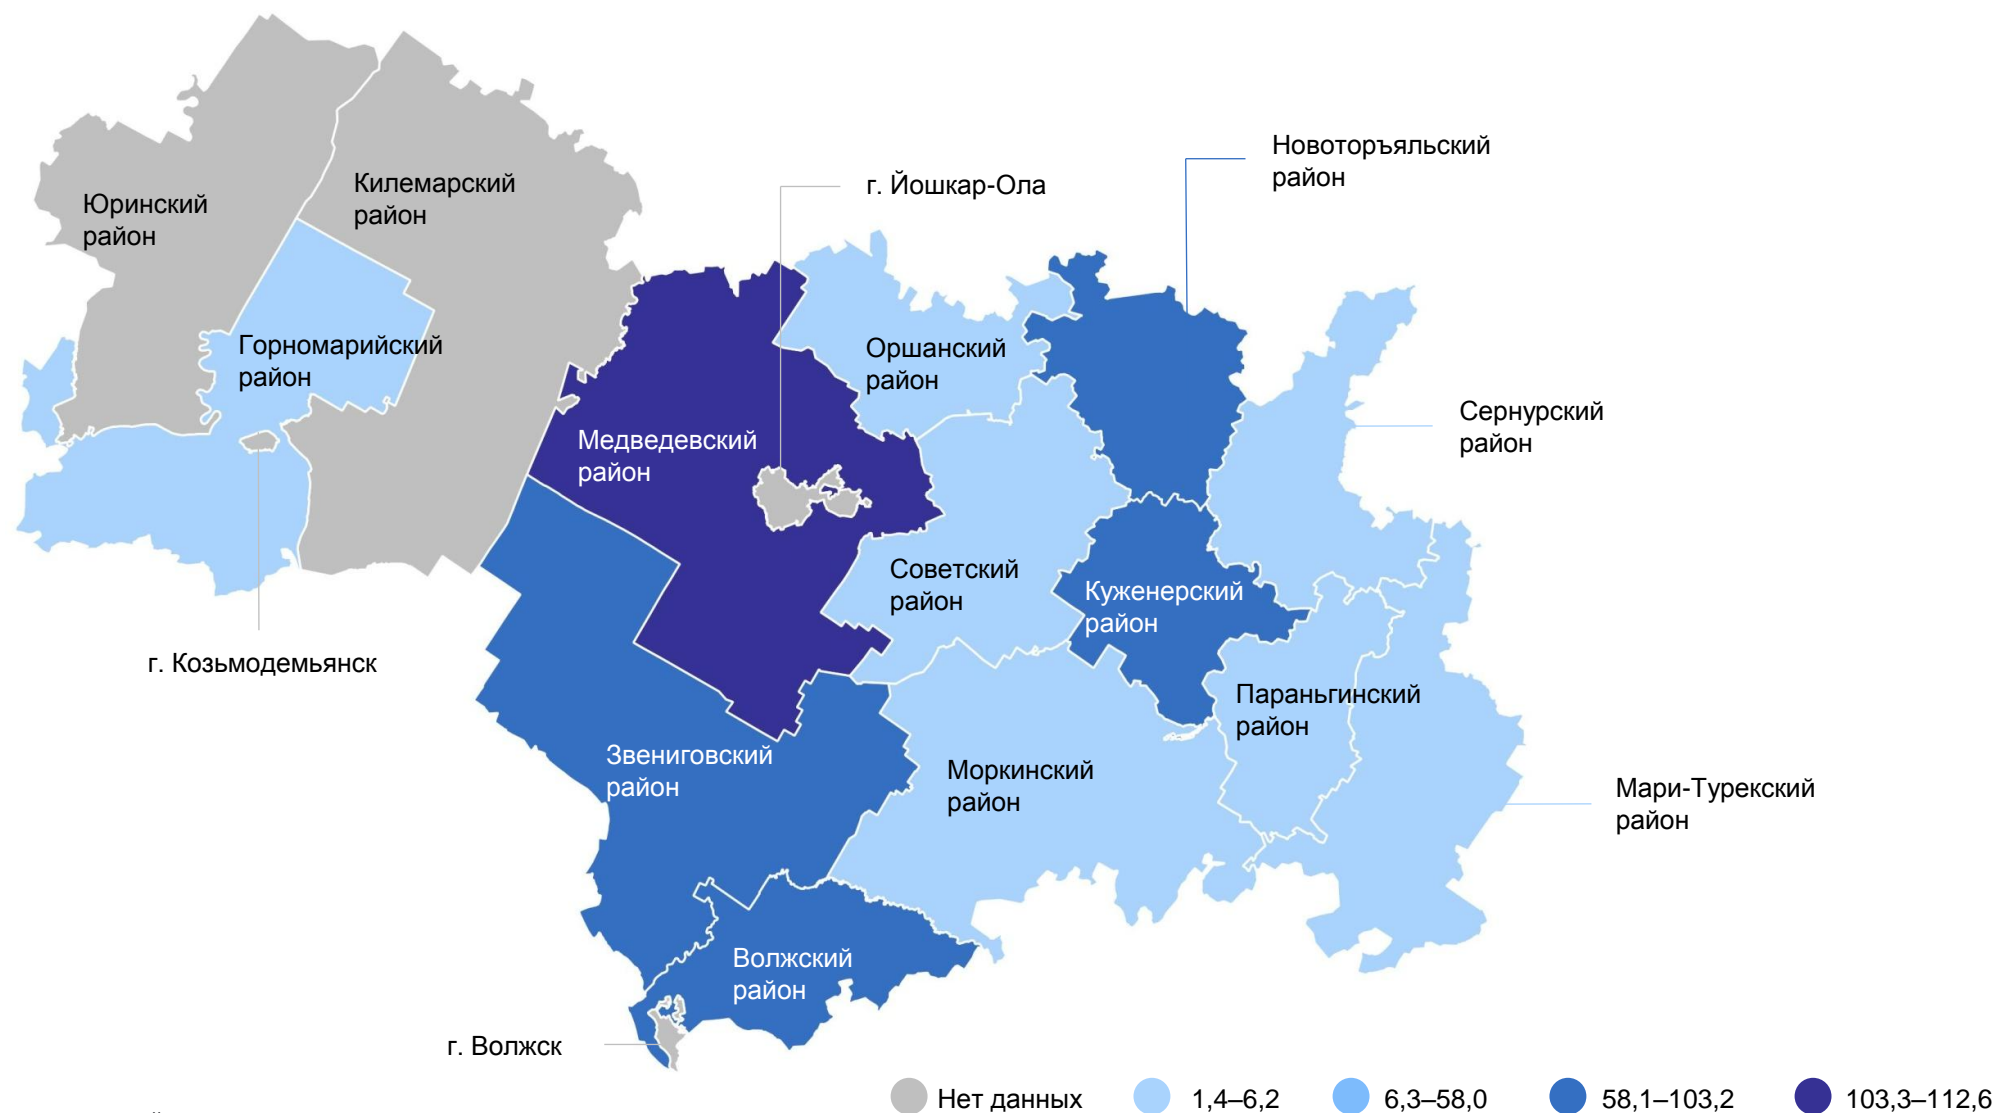 Новоторъяльский
район
г. Йошкар-Ола
Килемарский
район
Юринский
район
Горномарийский
район
Оршанский
район
Сернурский
район
Медведевский
район
Советский
район
Куженерский
район
г. Козьмодемьянск
Параньгинский
район
Звениговский
район
Моркинский
район
Мари-Турекский
район
Волжский
район
г. Волжск
Нет данных
1,4–6,2
6,3–58,0
58,1–103,2
103,3–112,6